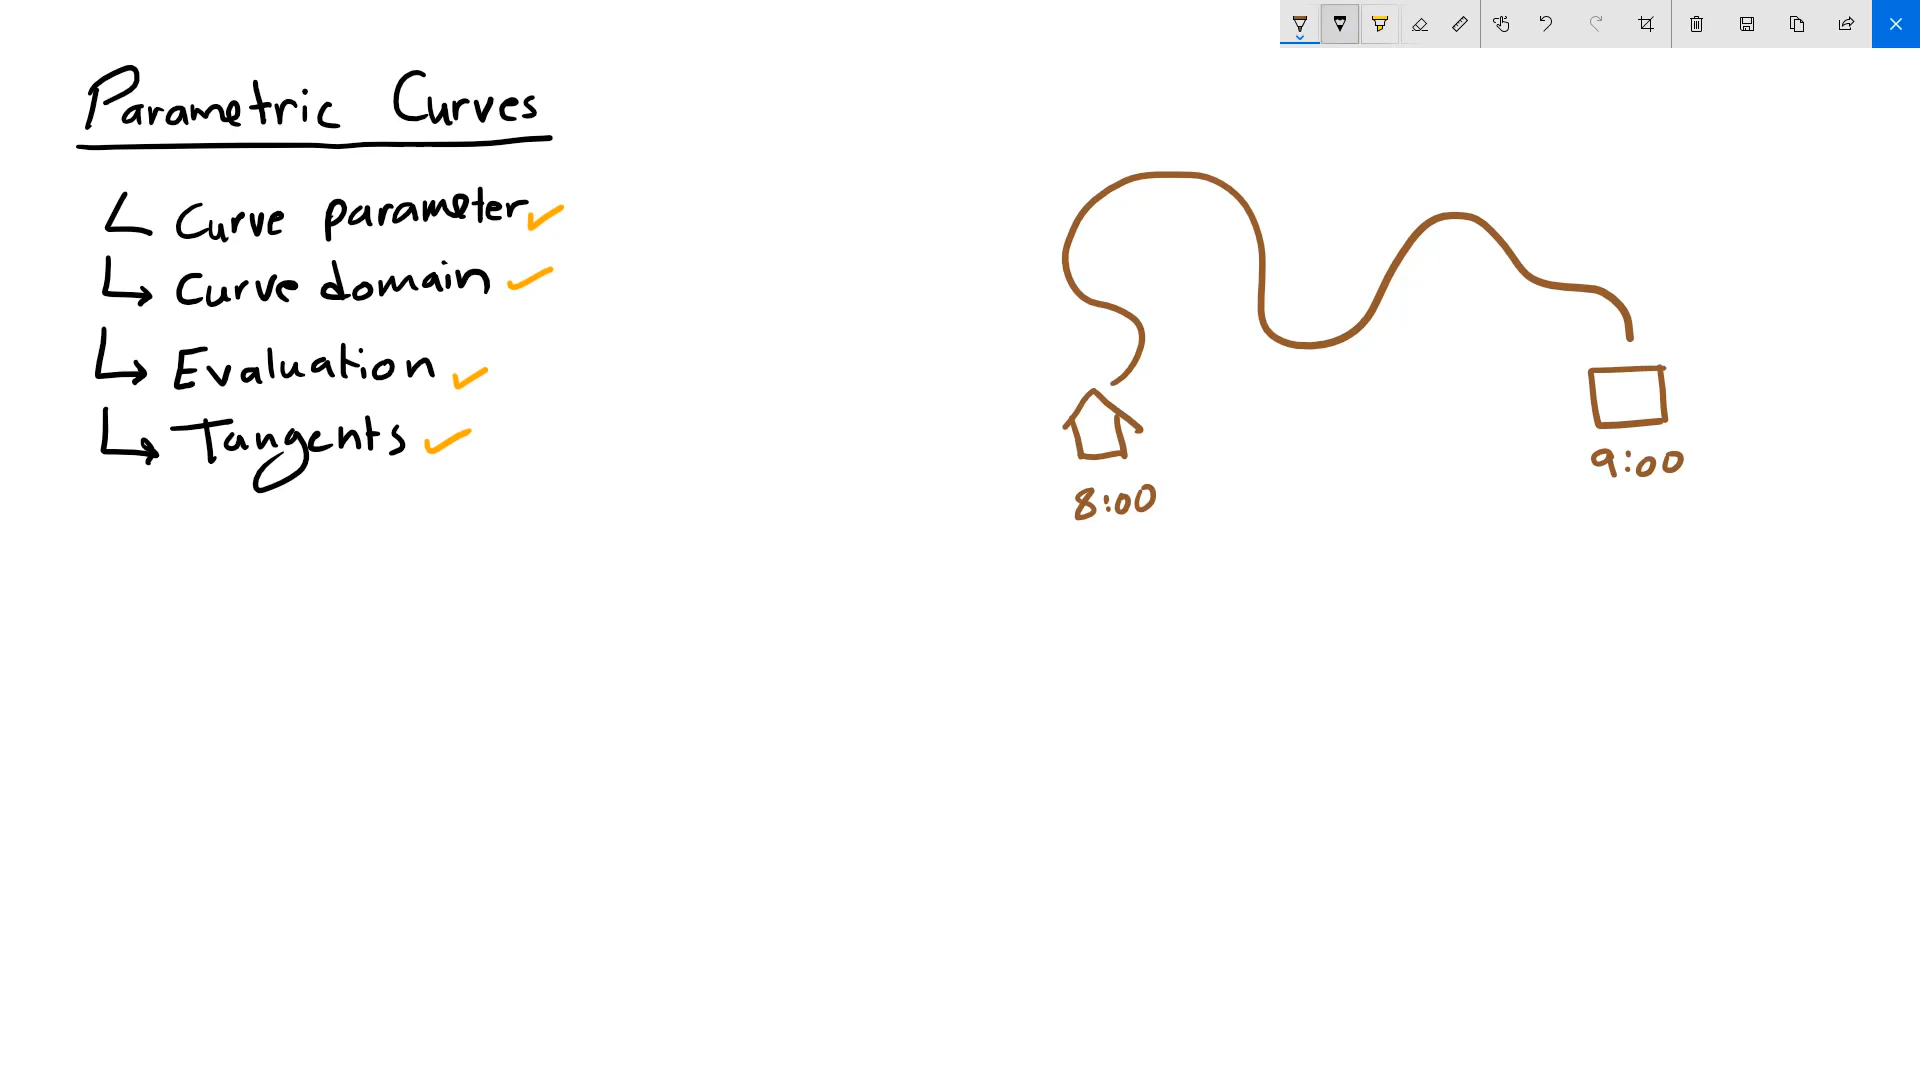 Parametric Curves
Curve parameter
Curve domain
Evaluation
Tangents
8:00
9:00